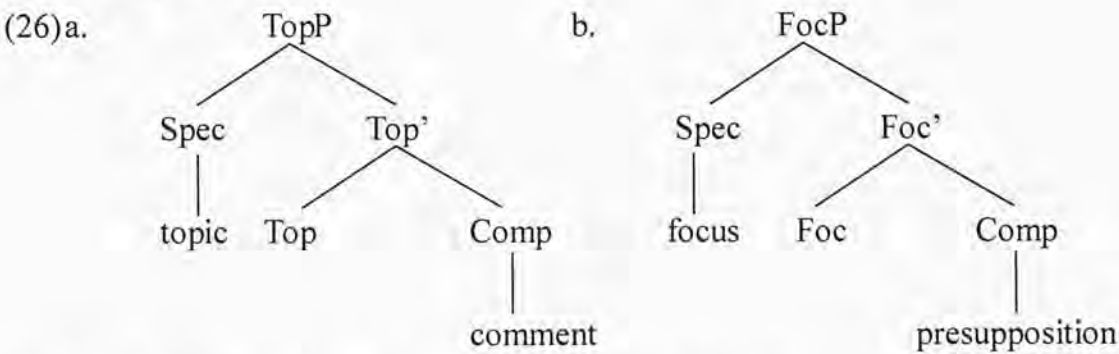 (26)a. TopP b. FocP
Spec Top’ Spec Foc’
topic Top Comp focus Foc Comp
comment presupposition